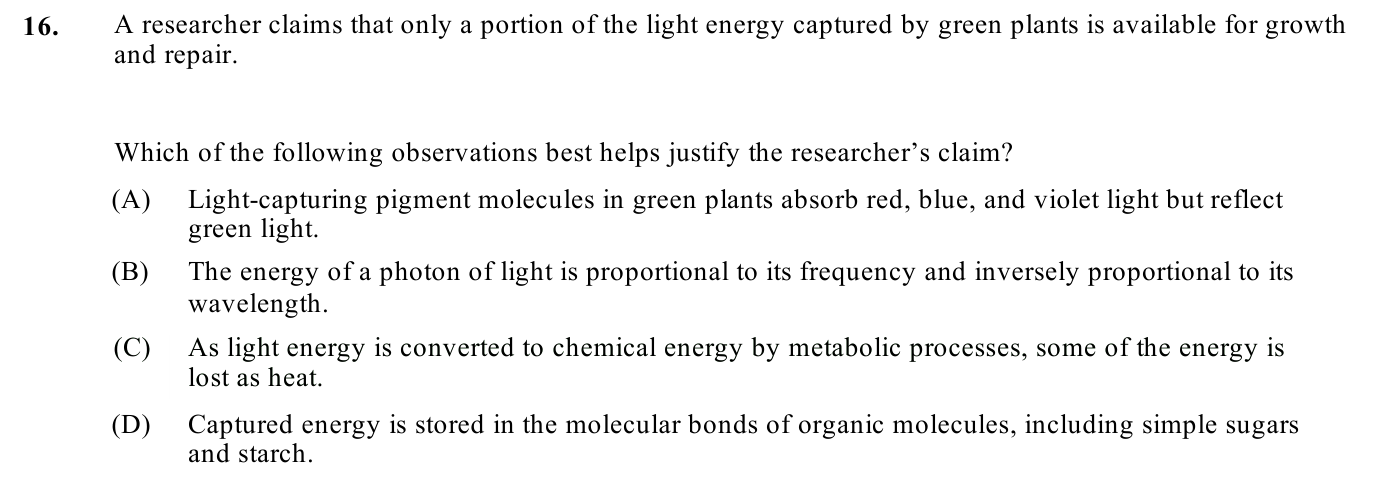 16. A researcher claims that only a portion of the light energy captured by green plants is available for growth
and repair.
Which of the following observations best helps justify the researcher’s claim?
(A) Light-capturing pigment molecules in green plants absorb red, blue, and violet light but reflect
green light.
(B) The energy of a photon of light is proportional to its frequency and inversely proportional to its
wavelength.
(C) As light energy is converted to chemical energy by metabolic processes, some of the energy is
lost as heat.
(D) Captured energy is stored in the molecular bonds of organic molecules, including simple sugars
and starch.